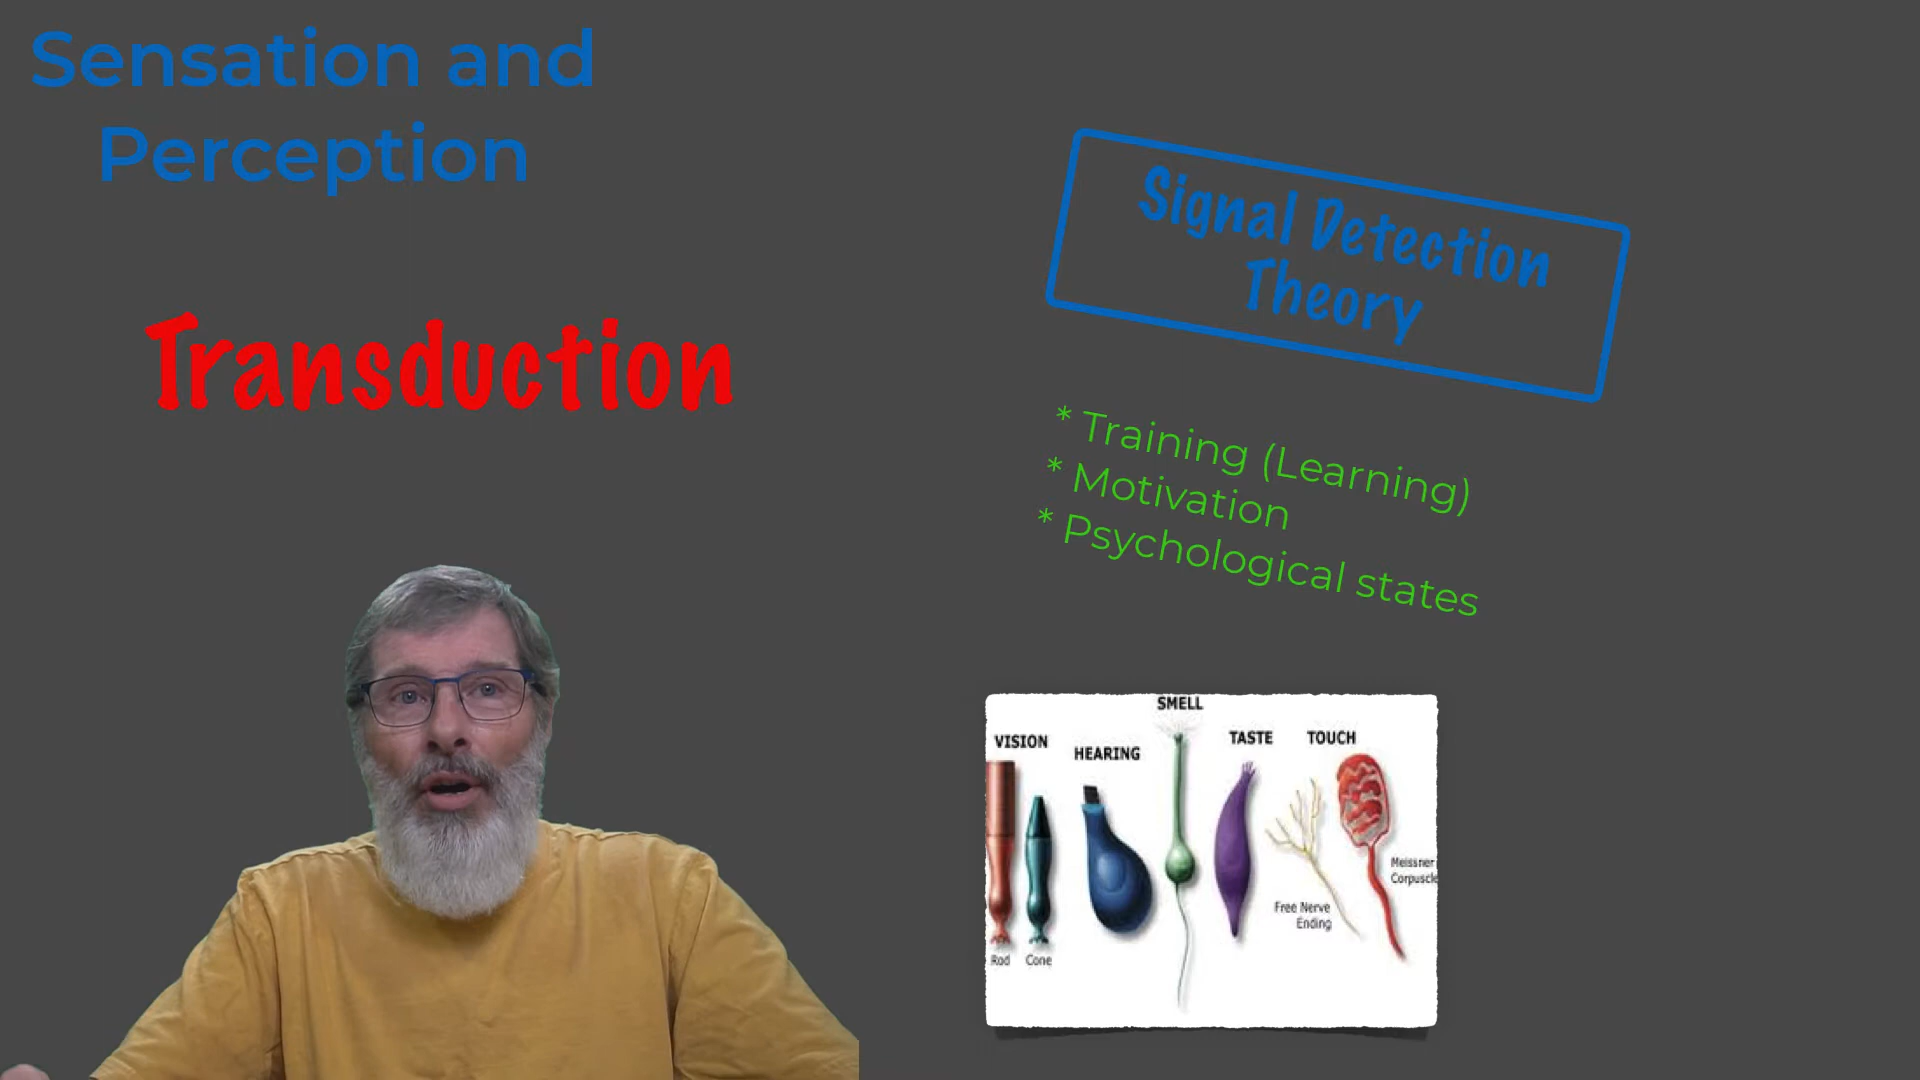 Sensation and
Perception
Transduction
Signal Detection
Theory
* Training (Learning)
* Motivation
* Psychological states
SMELL
VISION
HEARING
TASTE
TOUCH
Meissner
Corpuscle
Free Nerve
Ending
Rod
Cone